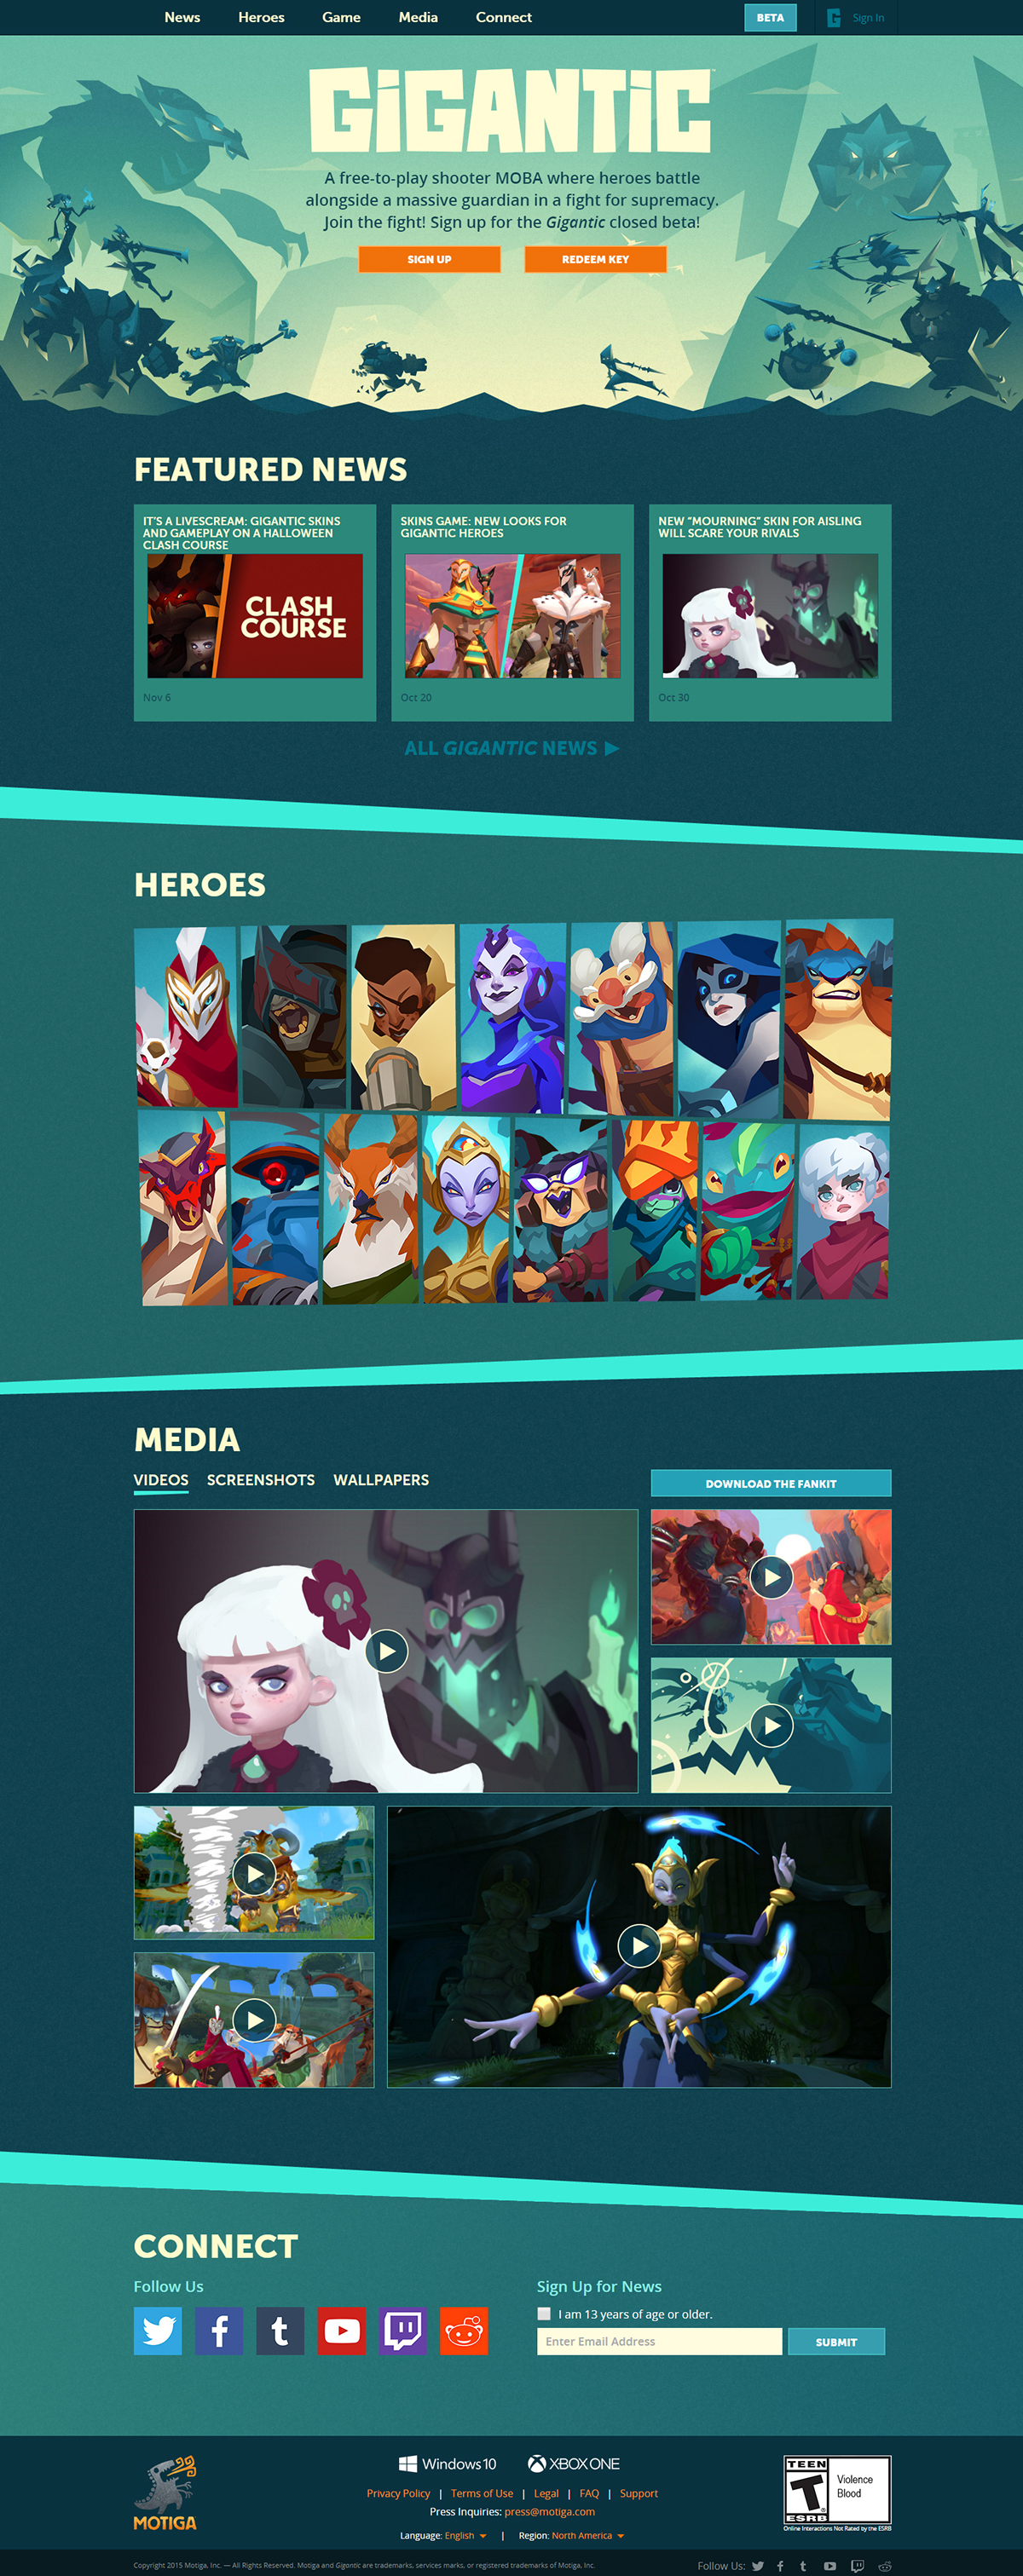 News Heroes Game Media Connect BETA Sign In
GIGANTIC
A free-to-play shooter MOBA where heroes battle
alongside a massive guardian in a fight for supremacy.
Join the fight! Sign up for the Gigantic closed beta!
SIGN UP REDEEM KEY
FEATURED NEWS
IT'S A LIVESCREAM: GIGANTIC SKINS
AND GAMEPLAY ON A HALLOWEEN
CLASH COURSE
CLASH
COURSE
Nov 6
SKINS GAME: NEW LOOKS FOR
GIGANTIC HEROES
Oct 20
NEW “MOURNING” SKIN FOR AISLING
WILL SCARE YOUR RIVALS
Oct 30
ALL GIGANTIC NEWS
HEROES
MEDIA
VIDEOS SCREENSHOTS WALLPAPERS DOWNLOAD THE FANKIT
CONNECT
Follow Us
Sign Up for News
I am 13 years of age or older.
Enter Email Address SUBMIT
MOTIGA
Windows 10 XBOX ONE
Privacy Policy | Terms of Use | Legal | FAQ | Support
Press Inquiries: press@motiga.com
Language: English | Region: North America
TEEN
T
ESRB
Violence
Blood
Online Interactions Not Rated by the ESRB
Copyright 2015 Motiga, Inc. — All Rights Reserved. Motiga and Gigantic are trademarks, services marks, or registered trademarks of Motiga, Inc.
Follow Us: